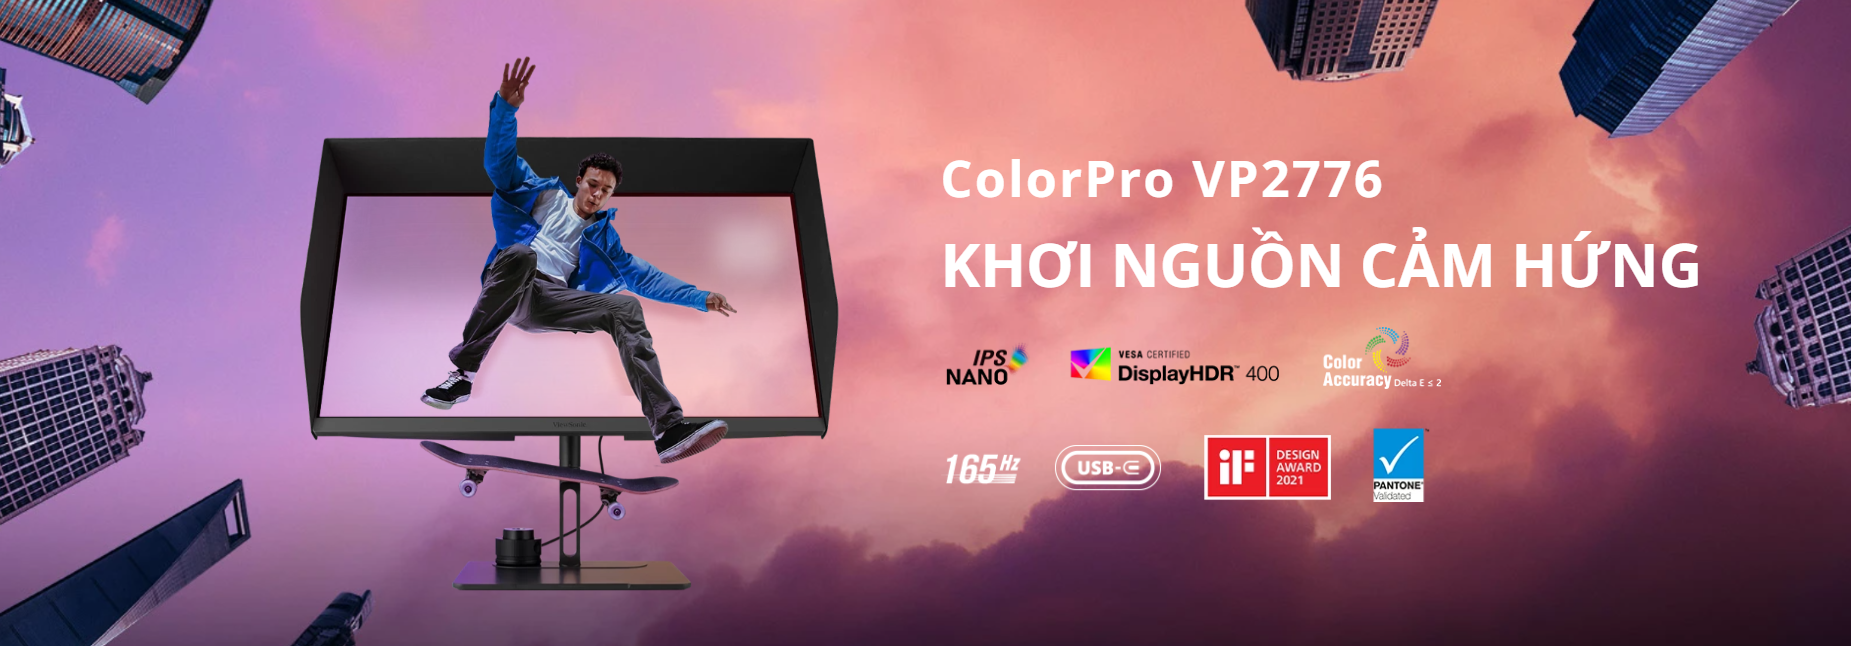 ColorPro VP2776
KHƠI NGUỒN CẢM HỨNG
IPS
NANO
VESA CERTIFIED
DisplayHDR™ 400
Color
Accuracy Delta E ≤ 2
165Hz
USB-C
iF
DESIGN
AWARD
2021
PANTONE®
Validated
ViewSonic